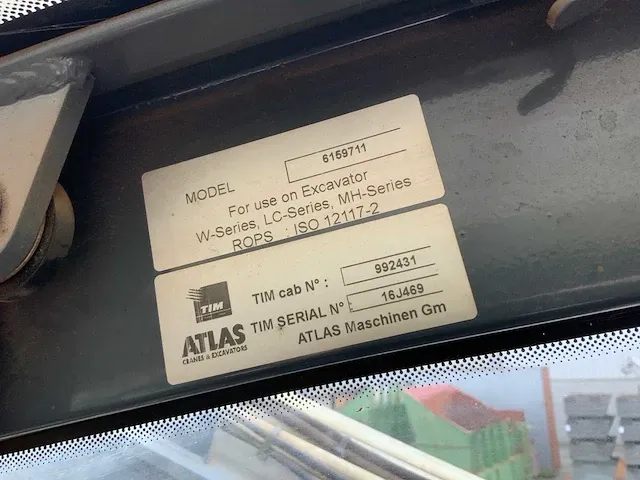 MODEL 6159711
For use on Excavator
W-Series, LC-Series, MH-Series
ROPS : ISO 12117-2
TIM
TIM cab N° : 992431
ATLAS
CRANES & EXCAVATORS
TIM SERIAL N° : 16J469
ATLAS Maschinen Gm